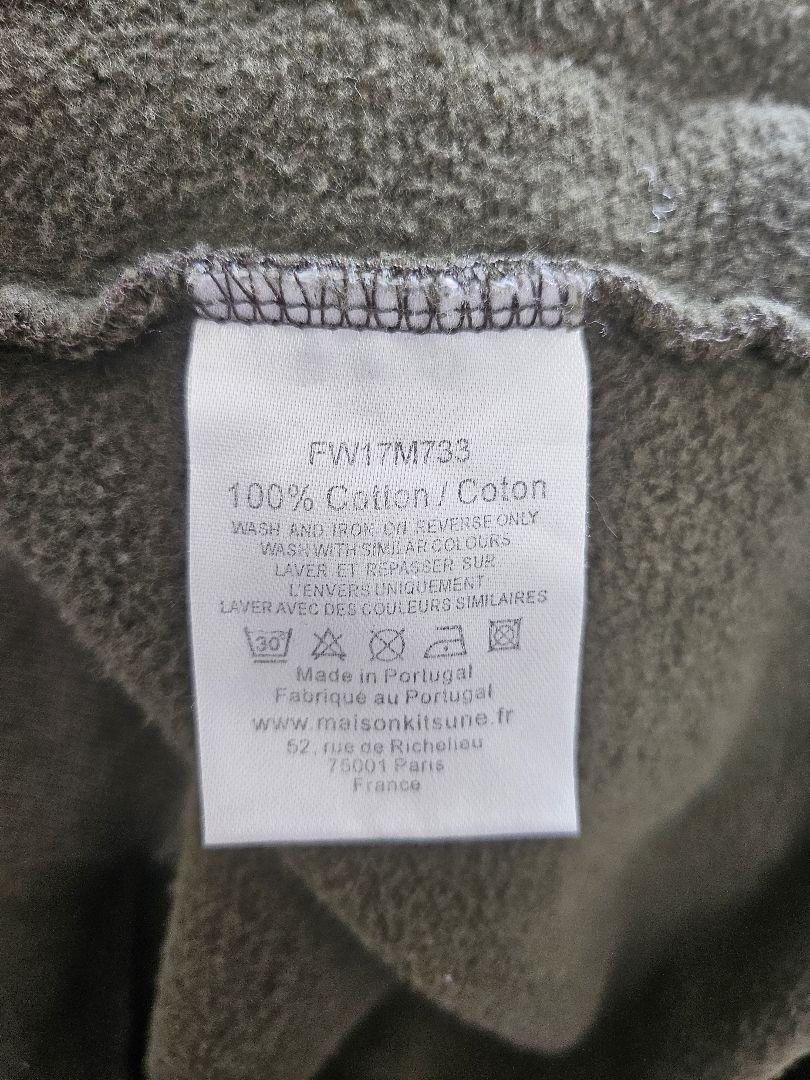 FW17M733
100% Cotton / Coton
WASH AND IRON ON REVERSE ONLY
WASH WITH SIMILAR COLOURS
LAVER ET REPASSER SUR
L'ENVERS UNIQUEMENT
LAVER AVEC DES COULEURS SIMILAIRES
30°
Made in Portugal
Fabriqué au Portugal
www.maisonkitsune.fr
52, rue de Richelieu
75001 Paris
France